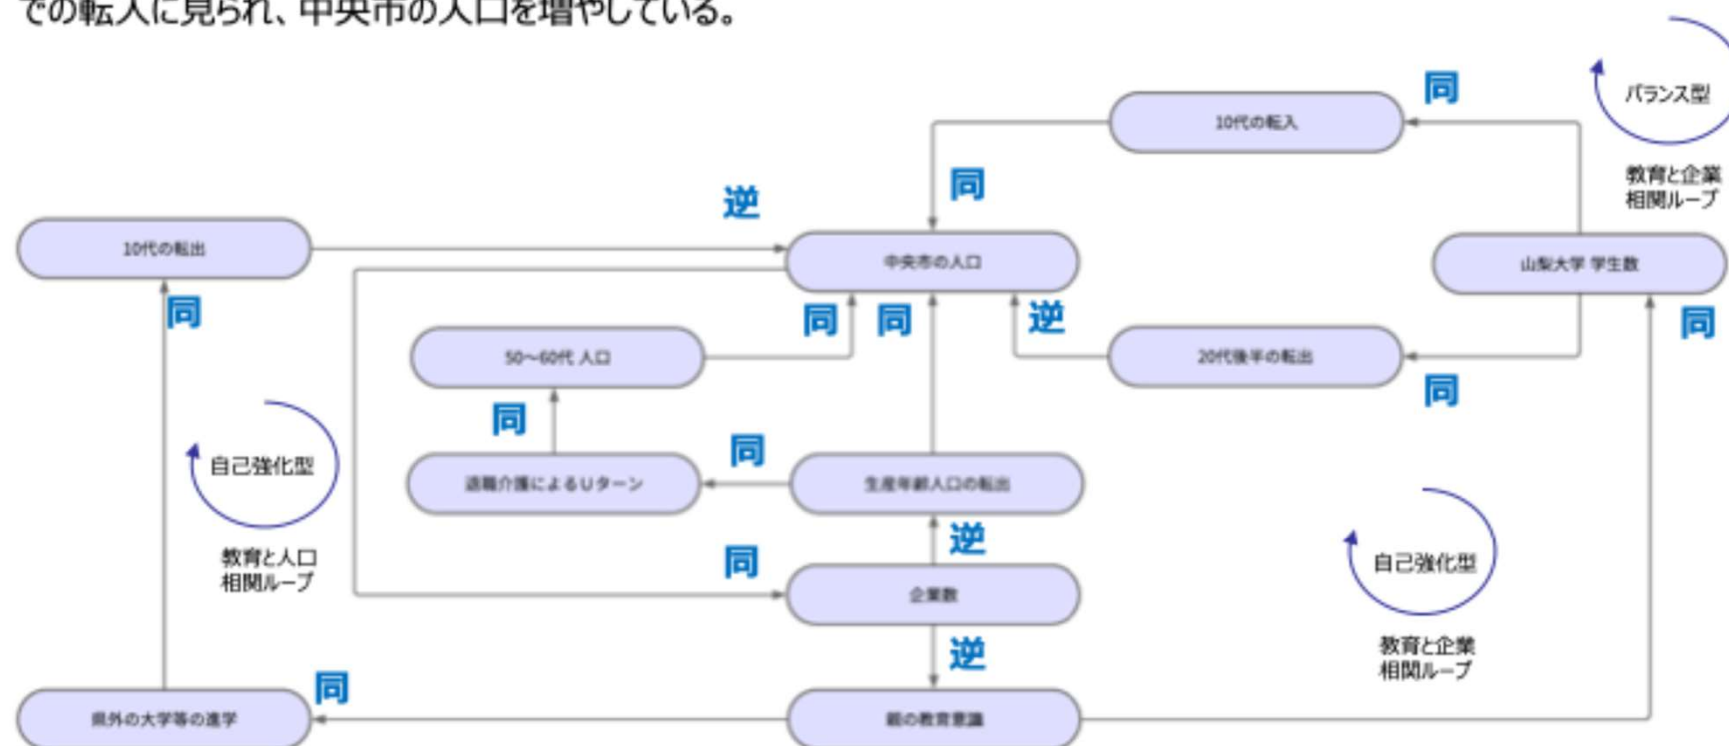 での転入に見られ、中央市の人口を増やしている。
同
バランス型
10代の転入
教育と企業
相関ループ
同
逆
10代の転出
中央市の人口
山梨大学 学生数
同
同
同
逆
同
50〜60代 人口
20代後半の転出
同
同
同
自己強化型
退職介護によるUターン
生産年齢人口の転出
教育と人口
相関ループ
同
逆
自己強化型
企業数
教育と企業
相関ループ
逆
同
県外の大学等の進学
親の教育意識